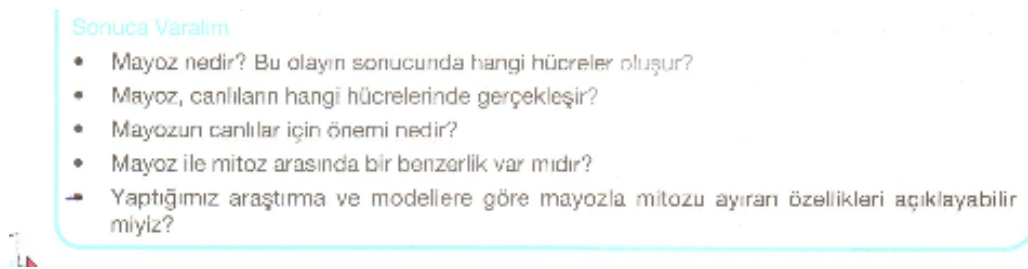 Sonuca Varalım
• Mayoz nedir? Bu olayın sonucunda hangi hücreler oluşur?
• Mayoz, canlıların hangi hücrelerinde gerçekleşir?
• Mayozun canlılar için önemi nedir?
• Mayoz ile mitoz arasında bir benzerlik var mıdır?
• Yaptığımız araştırma ve modellere göre mayozla mitozu ayıran özellikleri açıklayabilir
miyiz?